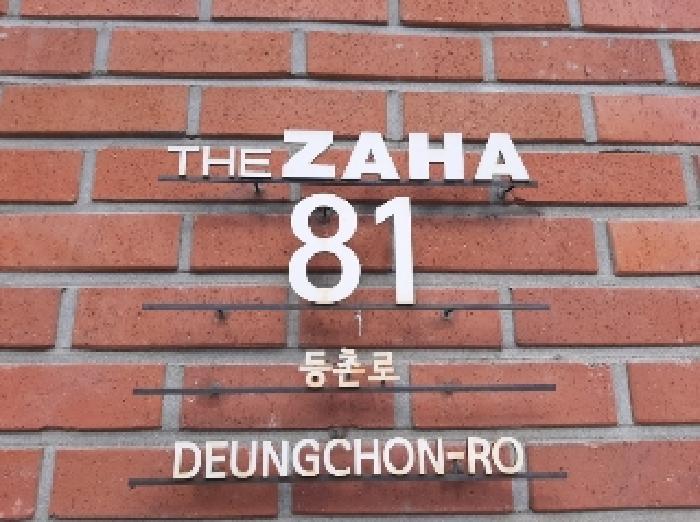 THE ZAHA
81
등촌로
DEUNGCHON-RO